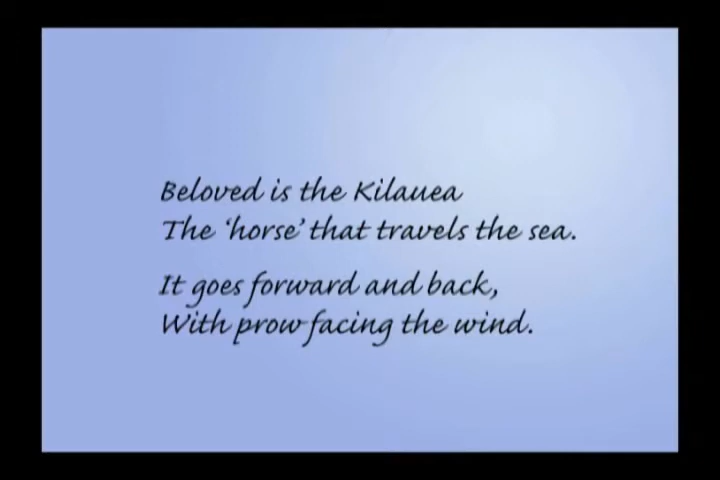 Beloved is the Kilauea
The ‘horse’ that travels the sea.
It goes forward and back,
With prow facing the wind.